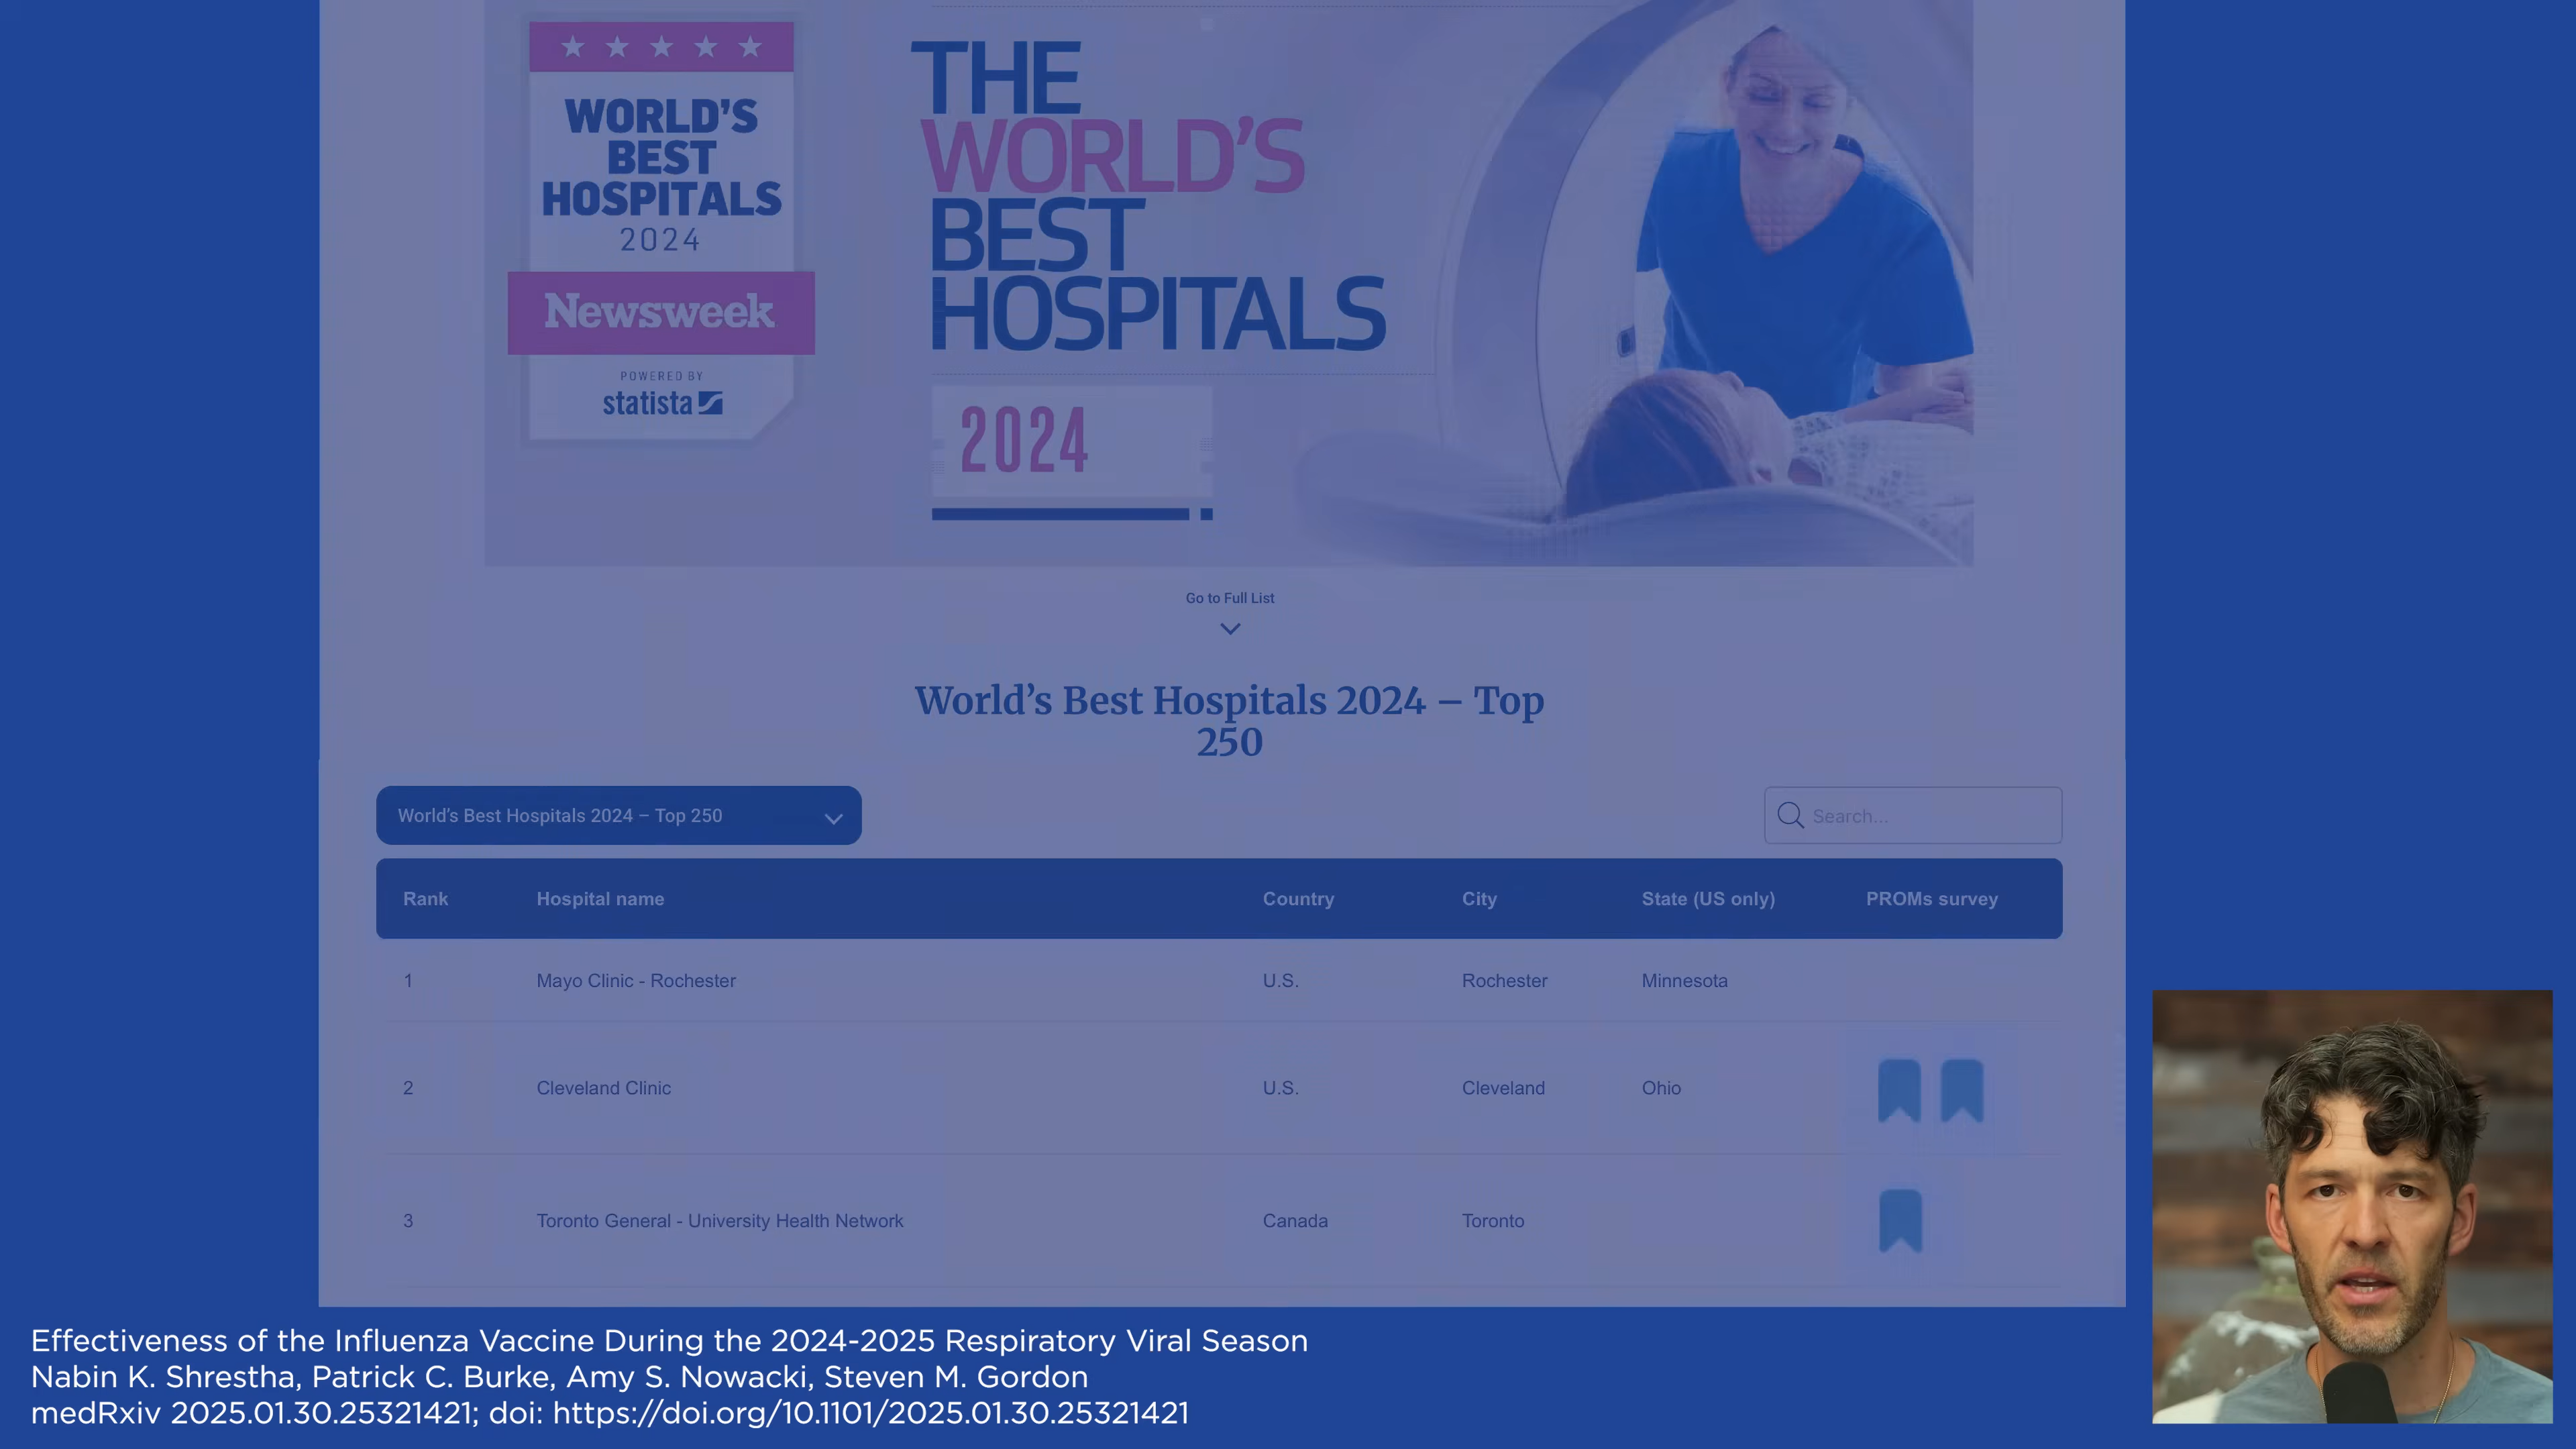 WORLD'S
BEST
HOSPITALS
2024
Newsweek
POWERED BY
statista
THE
WORLD'S
BEST
HOSPITALS
2024
Go to Full List
World's Best Hospitals 2024 – Top
250
World's Best Hospitals 2024 – Top 250
Search...
Rank Hospital name Country City State (US only) PROMs survey
1 Mayo Clinic - Rochester U.S. Rochester Minnesota
2 Cleveland Clinic U.S. Cleveland Ohio
3 Toronto General - University Health Network Canada Toronto
Effectiveness of the Influenza Vaccine During the 2024-2025 Respiratory Viral Season
Nabin K. Shrestha, Patrick C. Burke, Amy S. Nowacki, Steven M. Gordon
medRxiv 2025.01.30.25321421; doi: https://doi.org/10.1101/2025.01.30.25321421